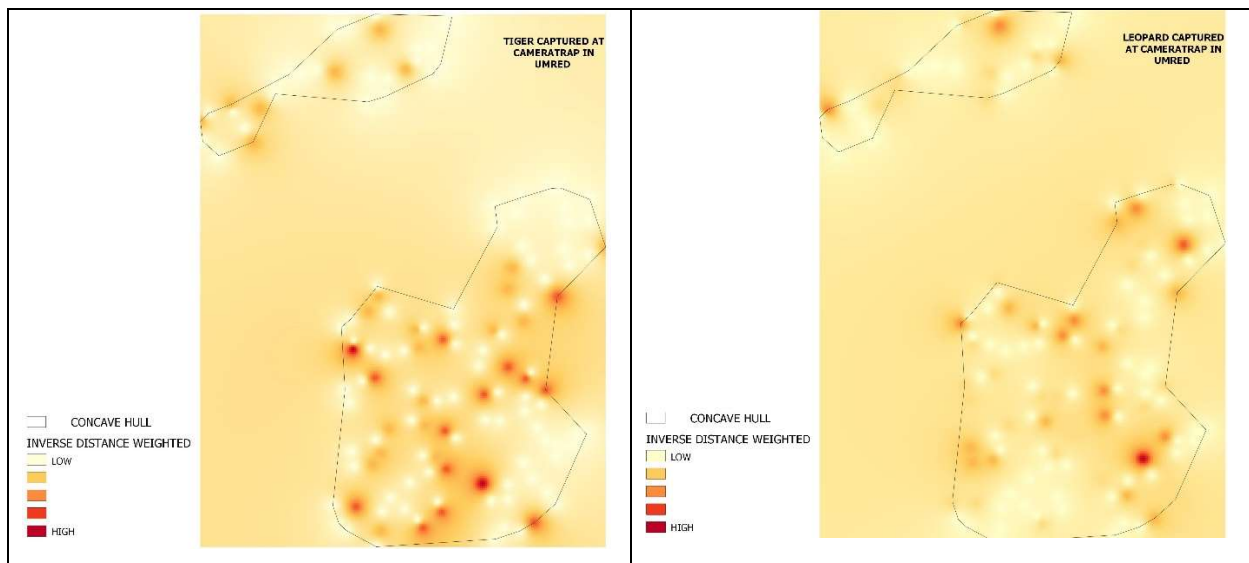 TIGER CAPTURED AT
CAMERATRAP IN
UMRED
CONCAVE HULL
INVERSE DISTANCE WEIGHTED
LOW
HIGH
LEOPARD CAPTURED
AT CAMERATRAP IN
UMRED
CONCAVE HULL
INVERSE DISTANCE WEIGHTED
LOW
HIGH